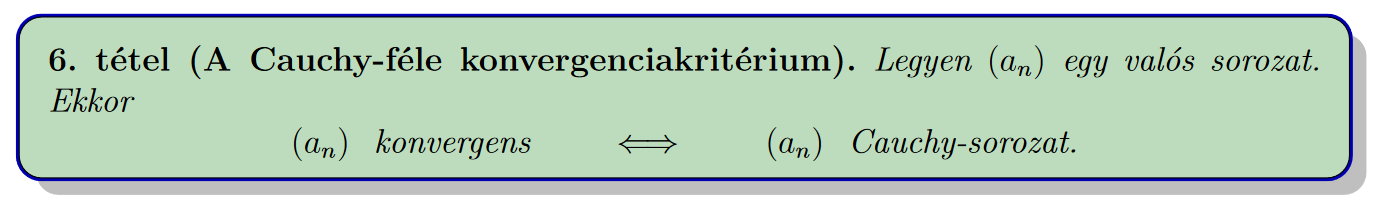 6. tétel (A Cauchy-féle konvergenciakritérium). Legyen (aₙ) egy valós sorozat.
Ekkor
(aₙ) konvergens ⟺ (aₙ) Cauchy-sorozat.